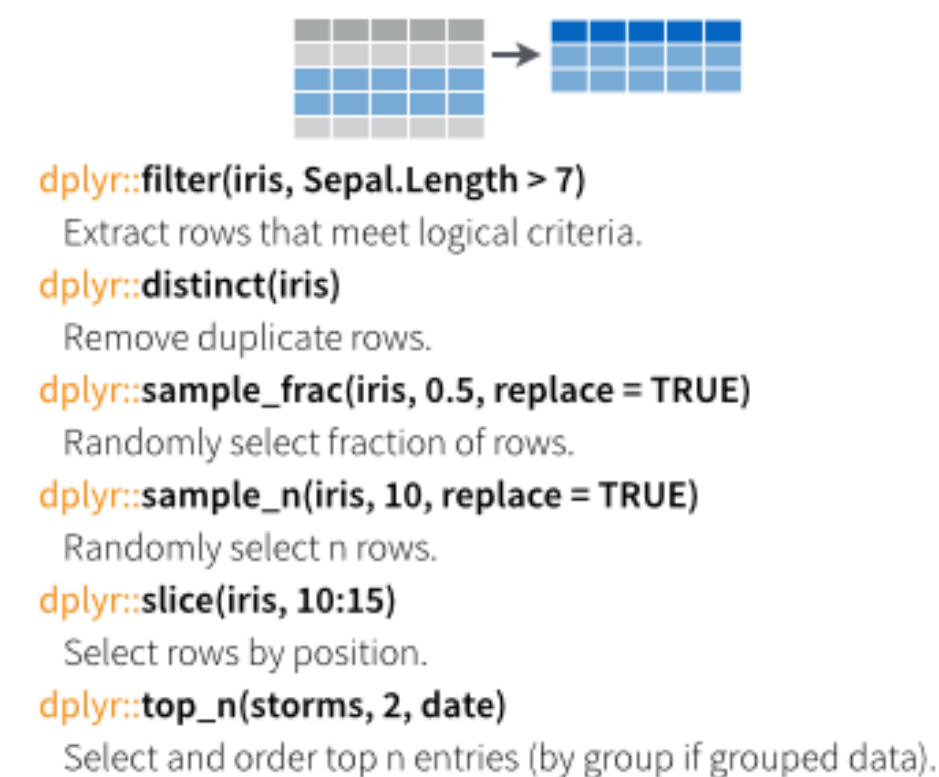 dplyr::filter(iris, Sepal.Length > 7)
Extract rows that meet logical criteria.
dplyr::distinct(iris)
Remove duplicate rows.
dplyr::sample_frac(iris, 0.5, replace = TRUE)
Randomly select fraction of rows.
dplyr::sample_n(iris, 10, replace = TRUE)
Randomly select n rows.
dplyr::slice(iris, 10:15)
Select rows by position.
dplyr::top_n(storms, 2, date)
Select and order top n entries (by group if grouped data).